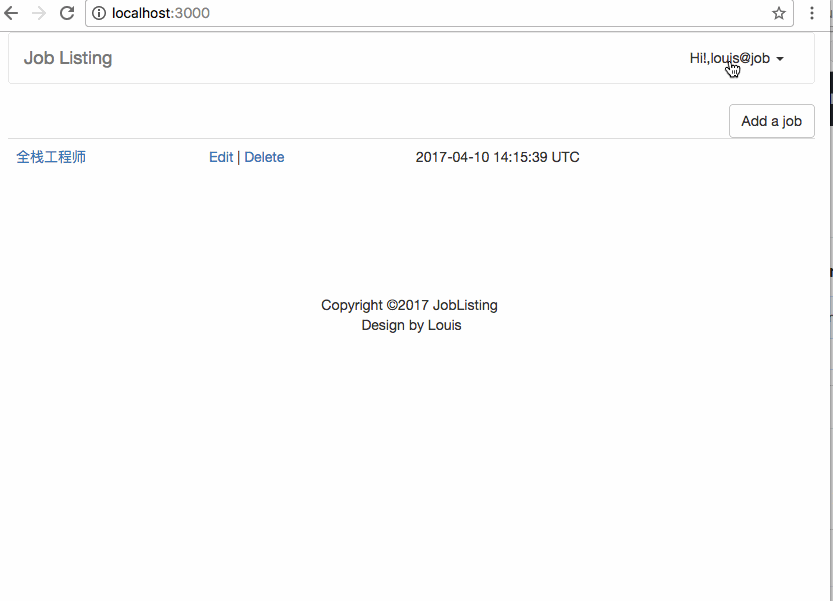 localhost:3000
Job Listing
Hi!,louis@job
Add a job
全栈工程师 Edit | Delete 2017-04-10 14:15:39 UTC
Copyright ©2017 JobListing
Design by Louis